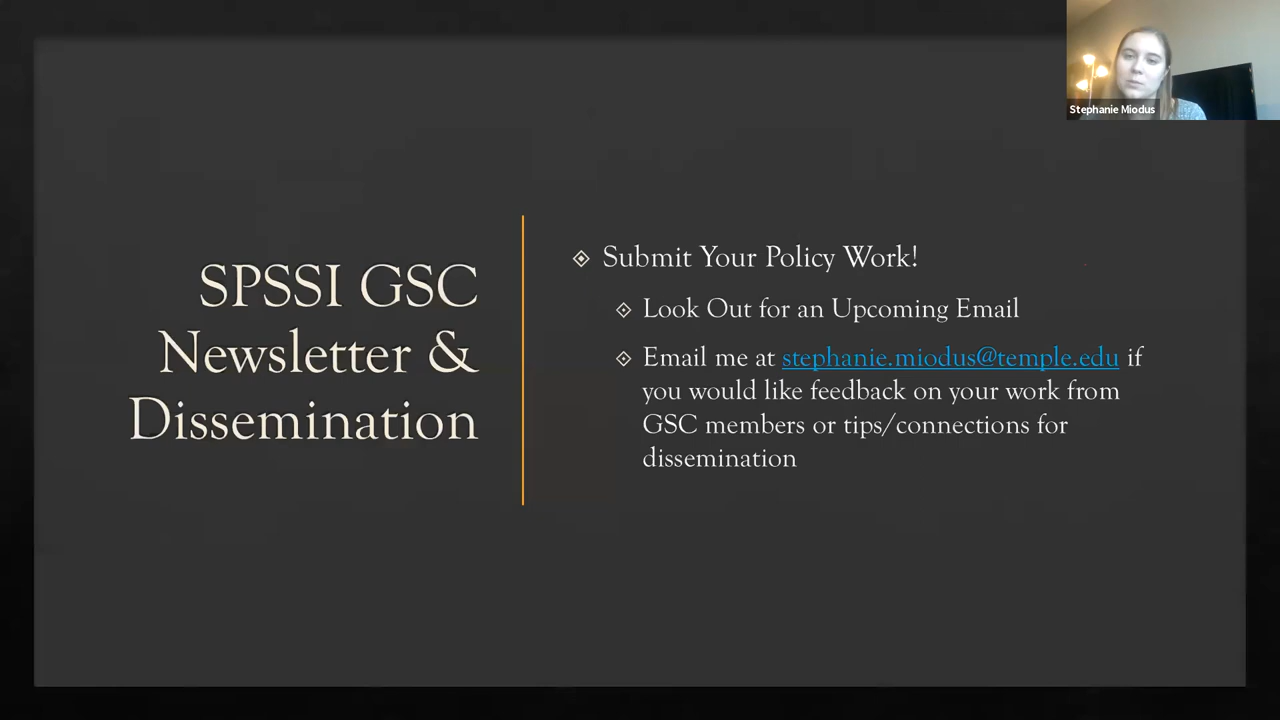 Stephanie Miodus
SPSSI GSC
Newsletter &
Dissemination
Submit Your Policy Work!
Look Out for an Upcoming Email
Email me at stephanie.miodus@temple.edu if
you would like feedback on your work from
GSC members or tips/connections for
dissemination